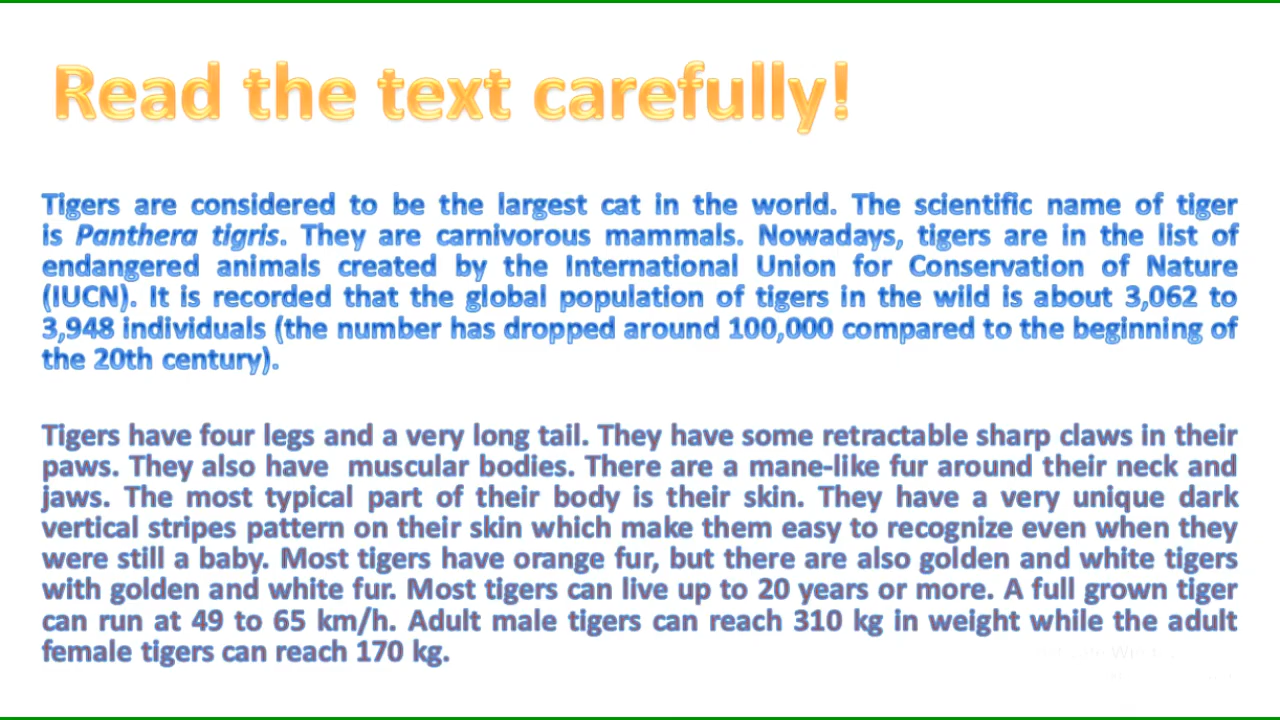 Read the text carefully!
Tigers are considered to be the largest cat in the world. The scientific name of tiger
is Panthera tigris. They are carnivorous mammals. Nowadays, tigers are in the list of
endangered animals created by the International Union for Conservation of Nature
(IUCN). It is recorded that the global population of tigers in the wild is about 3,062 to
3,948 individuals (the number has dropped around 100,000 compared to the beginning of
the 20th century).
Tigers have four legs and a very long tail. They have some retractable sharp claws in their
paws. They also have muscular bodies. There are a mane-like fur around their neck and
jaws. The most typical part of their body is their skin. They have a very unique dark
vertical stripes pattern on their skin which make them easy to recognize even when they
were still a baby. Most tigers have orange fur, but there are also golden and white tigers
with golden and white fur. Most tigers can live up to 20 years or more. A full grown tiger
can run at 49 to 65 km/h. Adult male tigers can reach 310 kg in weight while the adult
female tigers can reach 170 kg.